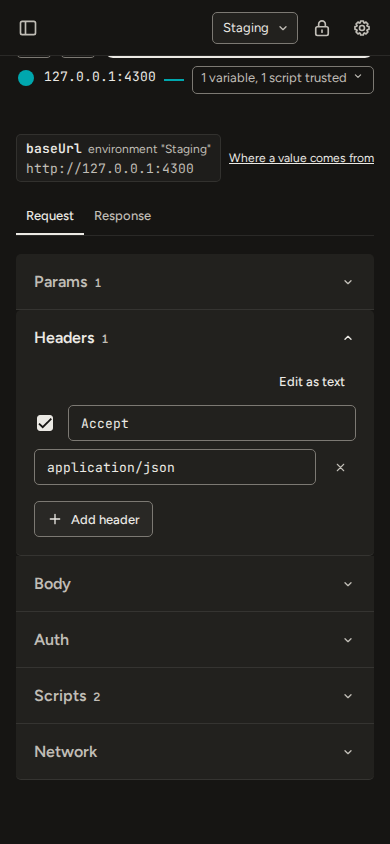 Staging
127.0.0.1:4300
1 variable, 1 script trusted
baseUrl environment "Staging"
http://127.0.0.1:4300
Where a value comes from
Request Response
Params 1
Headers 1
Edit as text
Accept
application/json
Add header
Body
Auth
Scripts 2
Network